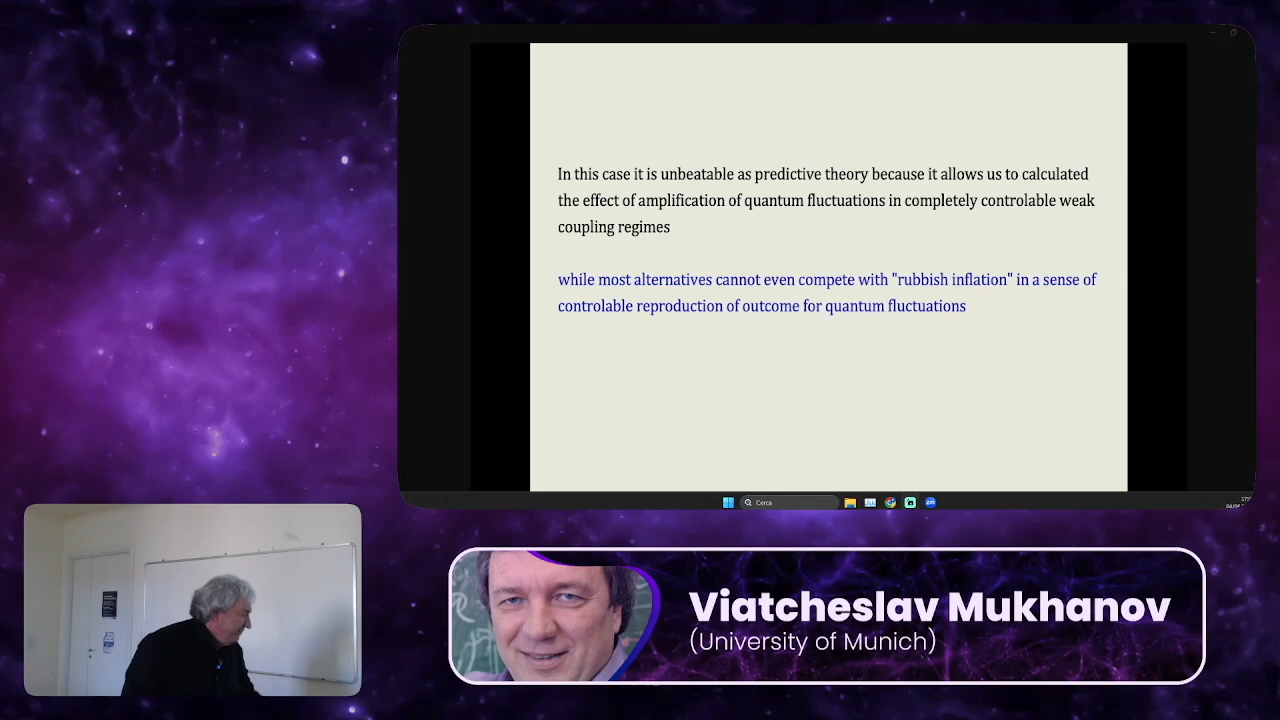 In this case it is unbeatable as predictive theory because it allows us to calculated
the effect of amplification of quantum fluctuations in completely controlable weak
coupling regimes
while most alternatives cannot even compete with "rubbish inflation" in a sense of
controlable reproduction of outcome for quantum fluctuations
Cerca
Viatcheslav Mukhanov
(University of Munich)